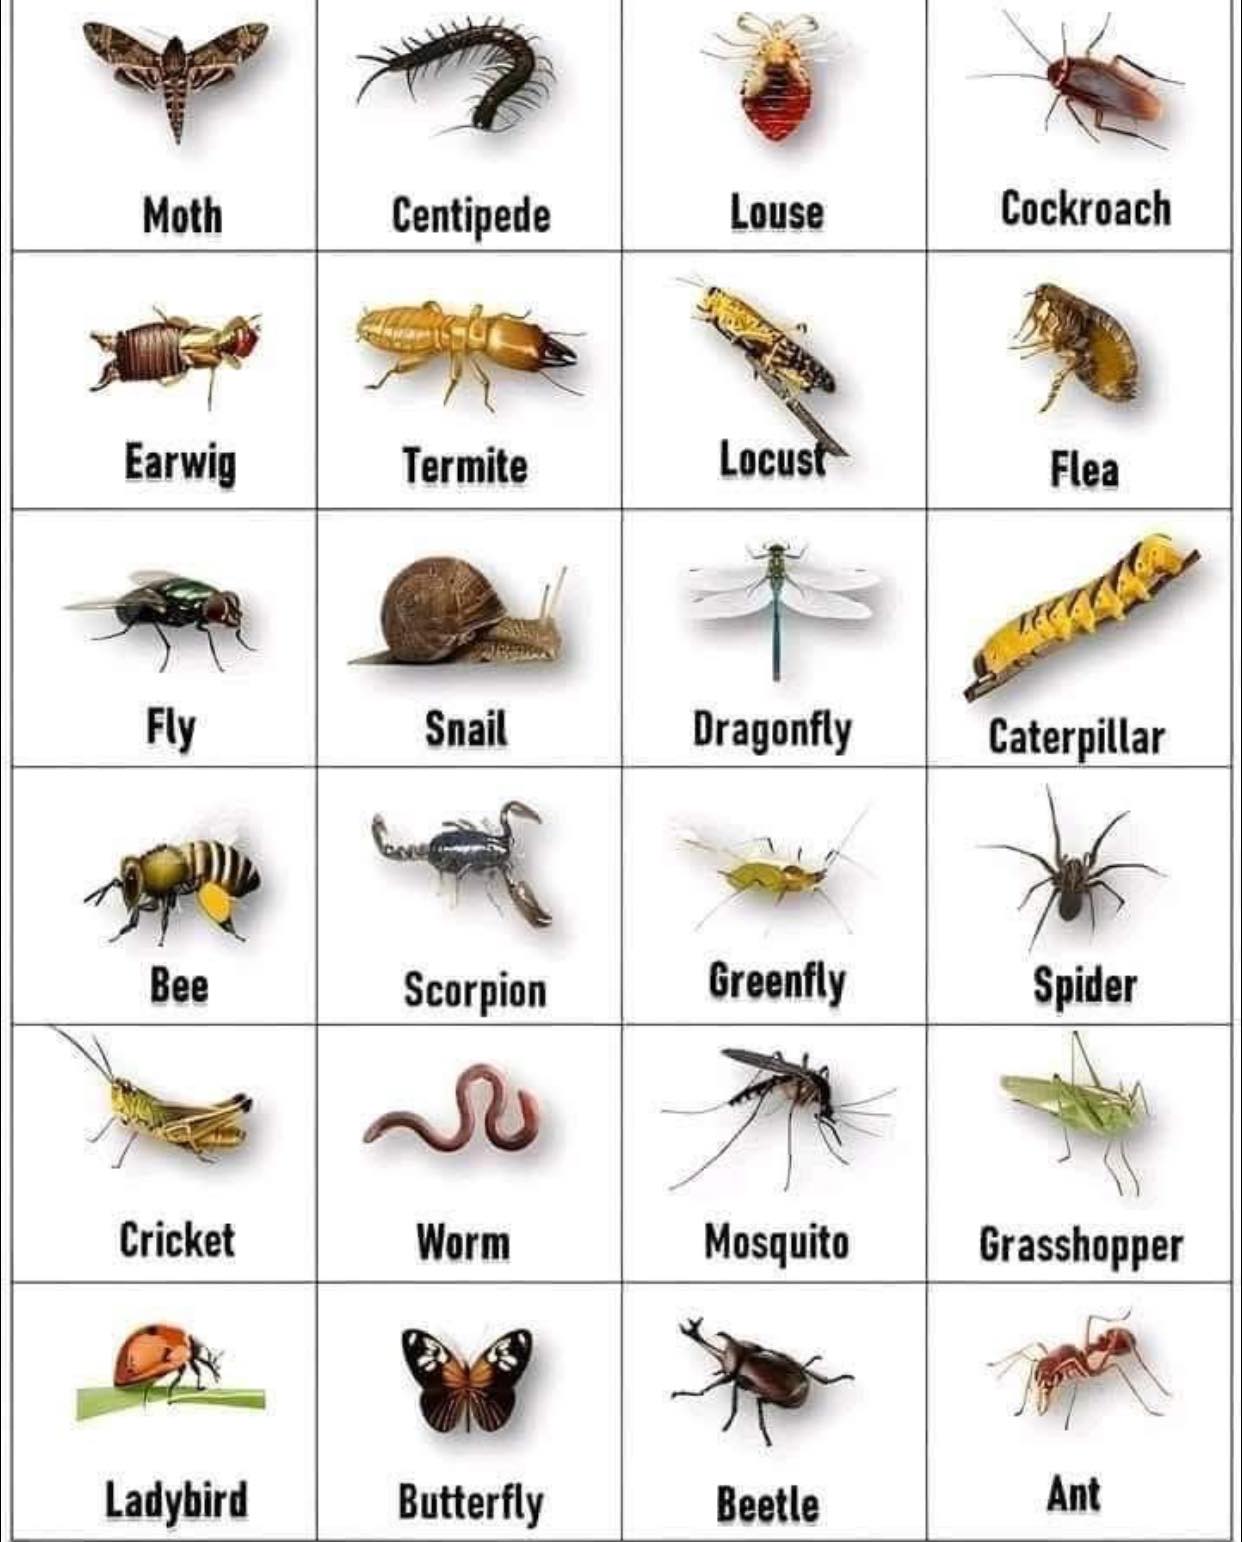 Moth
Centipede
Louse
Cockroach
Earwig
Termite
Locust
Flea
Fly
Snail
Dragonfly
Caterpillar
Bee
Scorpion
Greenfly
Spider
Cricket
Worm
Mosquito
Grasshopper
Ladybird
Butterfly
Beetle
Ant